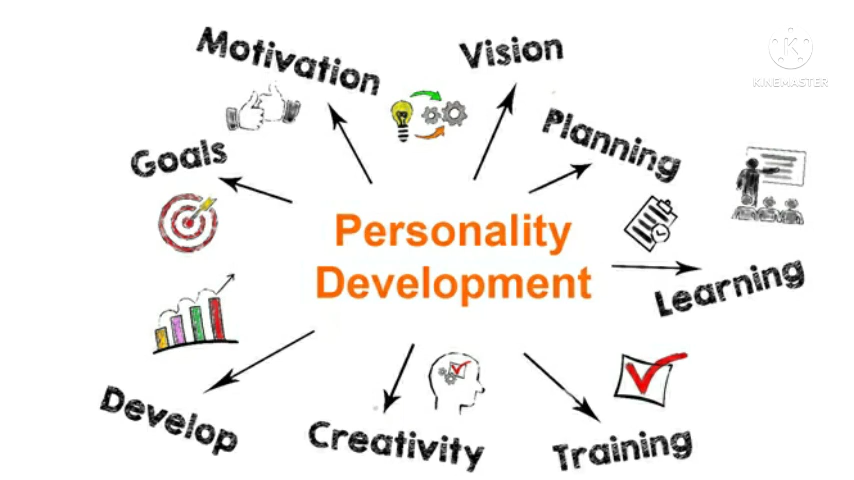 Motivation
Vision
KINEMASTER
Planning
Goals
Personality
Development
Learning
Develop
Creativity
Training